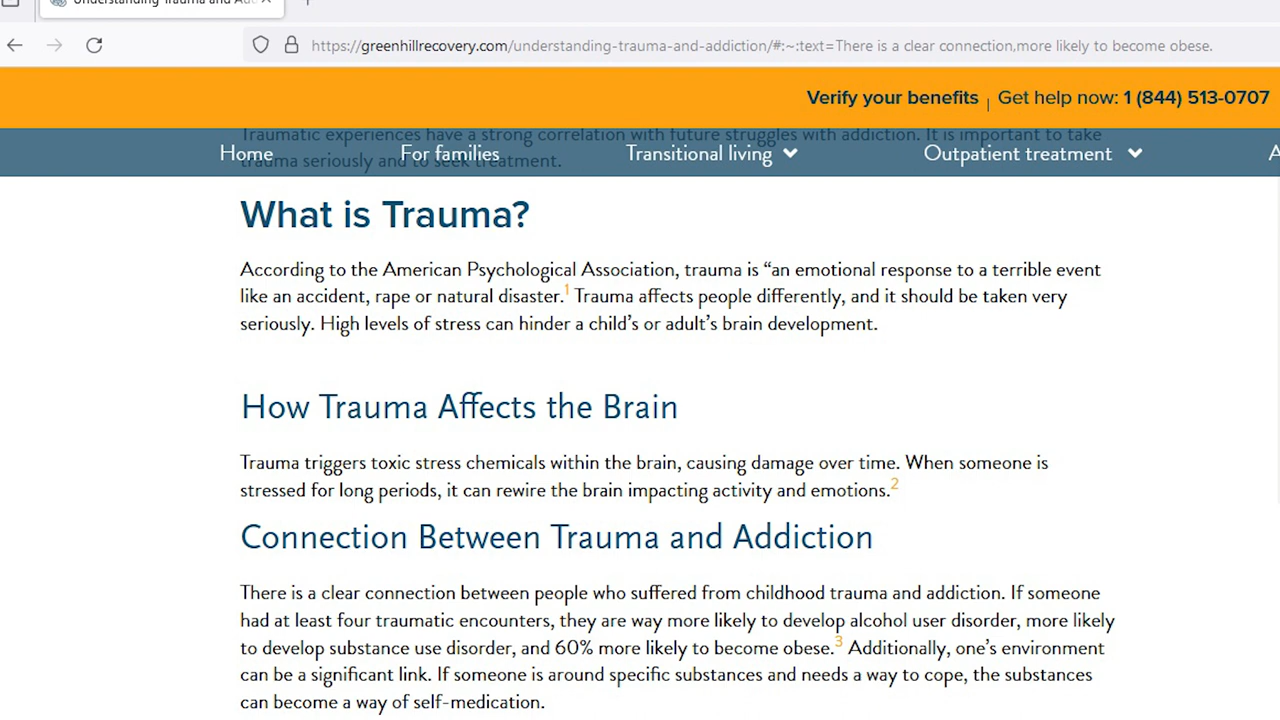 Understanding Trauma and Add
https://greenhillrecovery.com/understanding-trauma-and-addiction/#:~:text=There is a clear connection,more likely to become obese.
Verify your benefits | Get help now: 1 (844) 513-0707
Traumatic experiences have a strong correlation with future struggles with addiction. It is important to take
trauma seriously and to seek treatment.
Home For families Transitional living Outpatient treatment A
What is Trauma?
According to the American Psychological Association, trauma is “an emotional response to a terrible event
like an accident, rape or natural disaster.1 Trauma affects people differently, and it should be taken very
seriously. High levels of stress can hinder a child’s or adult’s brain development.
How Trauma Affects the Brain
Trauma triggers toxic stress chemicals within the brain, causing damage over time. When someone is
stressed for long periods, it can rewire the brain impacting activity and emotions.2
Connection Between Trauma and Addiction
There is a clear connection between people who suffered from childhood trauma and addiction. If someone
had at least four traumatic encounters, they are way more likely to develop alcohol user disorder, more likely
to develop substance use disorder, and 60% more likely to become obese.3 Additionally, one’s environment
can be a significant link. If someone is around specific substances and needs a way to cope, the substances
can become a way of self-medication.